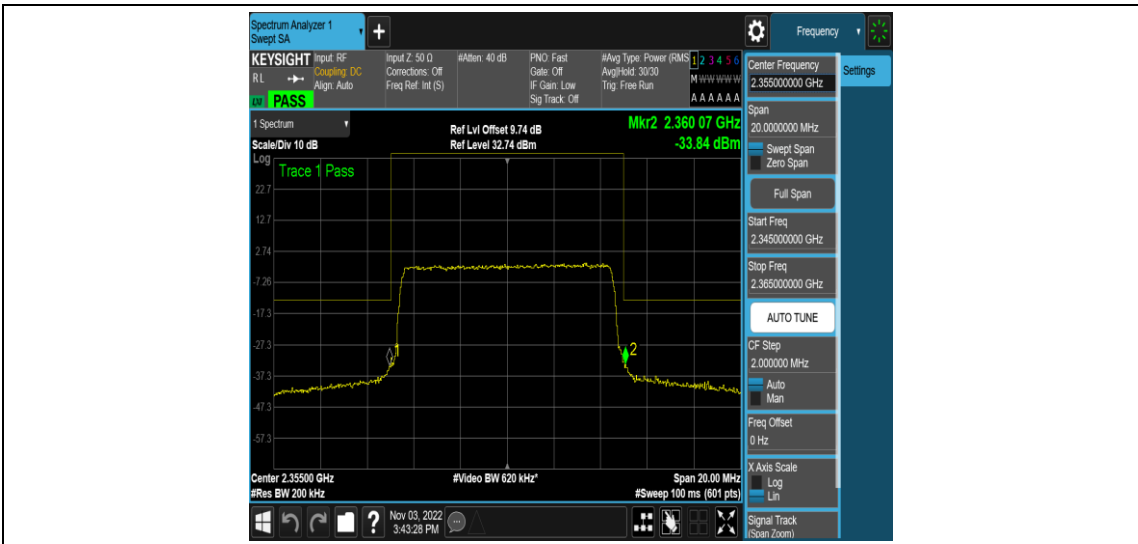 Spectrum Analyzer 1
Swept SA
+
Frequency
KEYSIGHT
RL
LXI
PASS
Input: RF
Coupling: DC
Align: Auto
Input Z: 50 Ω
Corrections: Off
Freq Ref: Int (S)
#Atten: 40 dB
PNO: Fast
Gate: Off
IF Gain: Low
Sig Track: Off
#Avg Type: Power (RMS
Avg|Hold: 30/30
Trig: Free Run
1 2 3 4 5 6
M W W W W W
A A A A A A
1 Spectrum
Scale/Div 10 dB
Ref Lvl Offset 9.74 dB
Ref Level 32.74 dBm
Mkr2 2.360 07 GHz
-33.84 dBm
Log
Trace 1 Pass
22.7
12.7
2.74
-7.26
-17.3
-27.3
-37.3
-47.3
-57.3
1
2
Center 2.35500 GHz
#Res BW 200 kHz
#Video BW 620 kHz*
Span 20.00 MHz
#Sweep 100 ms (601 pts)
?
Nov 03, 2022
3:43:28 PM
Center Frequency
2.355000000 GHz
Settings
Span
20.0000000 MHz
Swept Span
Zero Span
Full Span
Start Freq
2.345000000 GHz
Stop Freq
2.365000000 GHz
AUTO TUNE
CF Step
2.000000 MHz
Auto
Man
Freq Offset
0 Hz
X Axis Scale
Log
Lin
Signal Track
(Span Zoom)